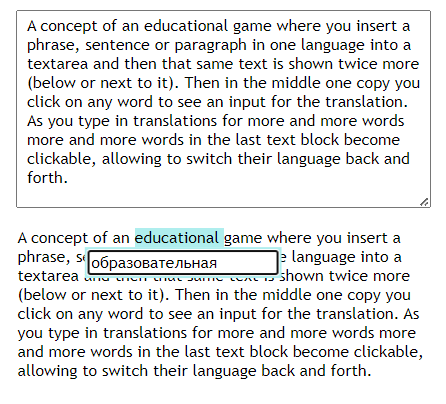 A concept of an educational game where you insert a
phrase, sentence or paragraph in one language into a
textarea and then that same text is shown twice more
(below or next to it). Then in the middle one copy you
click on any word to see an input for the translation.
As you type in translations for more and more words
more and more words in the last text block become
clickable, allowing to switch their language back and
forth.
A concept of an educational game where you insert a
phrase, language into a
образовательная
textarea shown twice more
(below or next to it). Then in the middle one copy you
click on any word to see an input for the translation. As
you type in translations for more and more words more
and more words in the last text block become clickable,
allowing to switch their language back and forth.